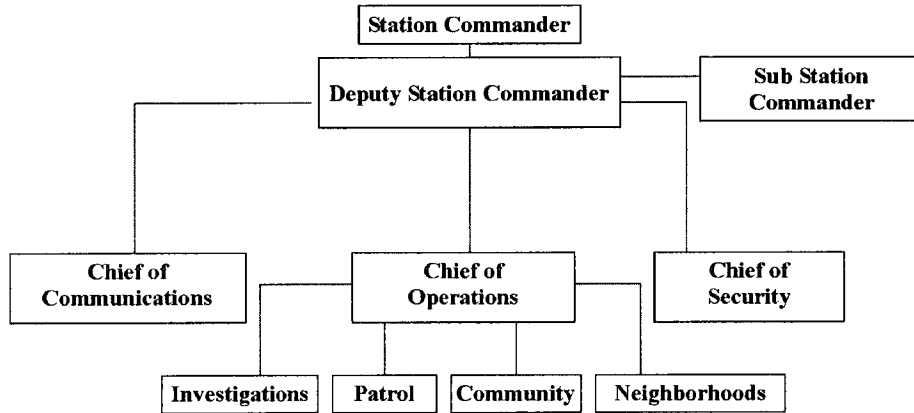 Station Commander
Deputy Station Commander
Sub Station
Commander
Chief of
Communications
Chief of
Operations
Chief of
Security
Investigations
Patrol
Community
Neighborhoods